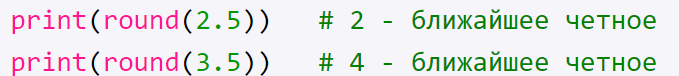 print(round(2.5))   # 2 - ближайшее четное
print(round(3.5))   # 4 - ближайшее четное